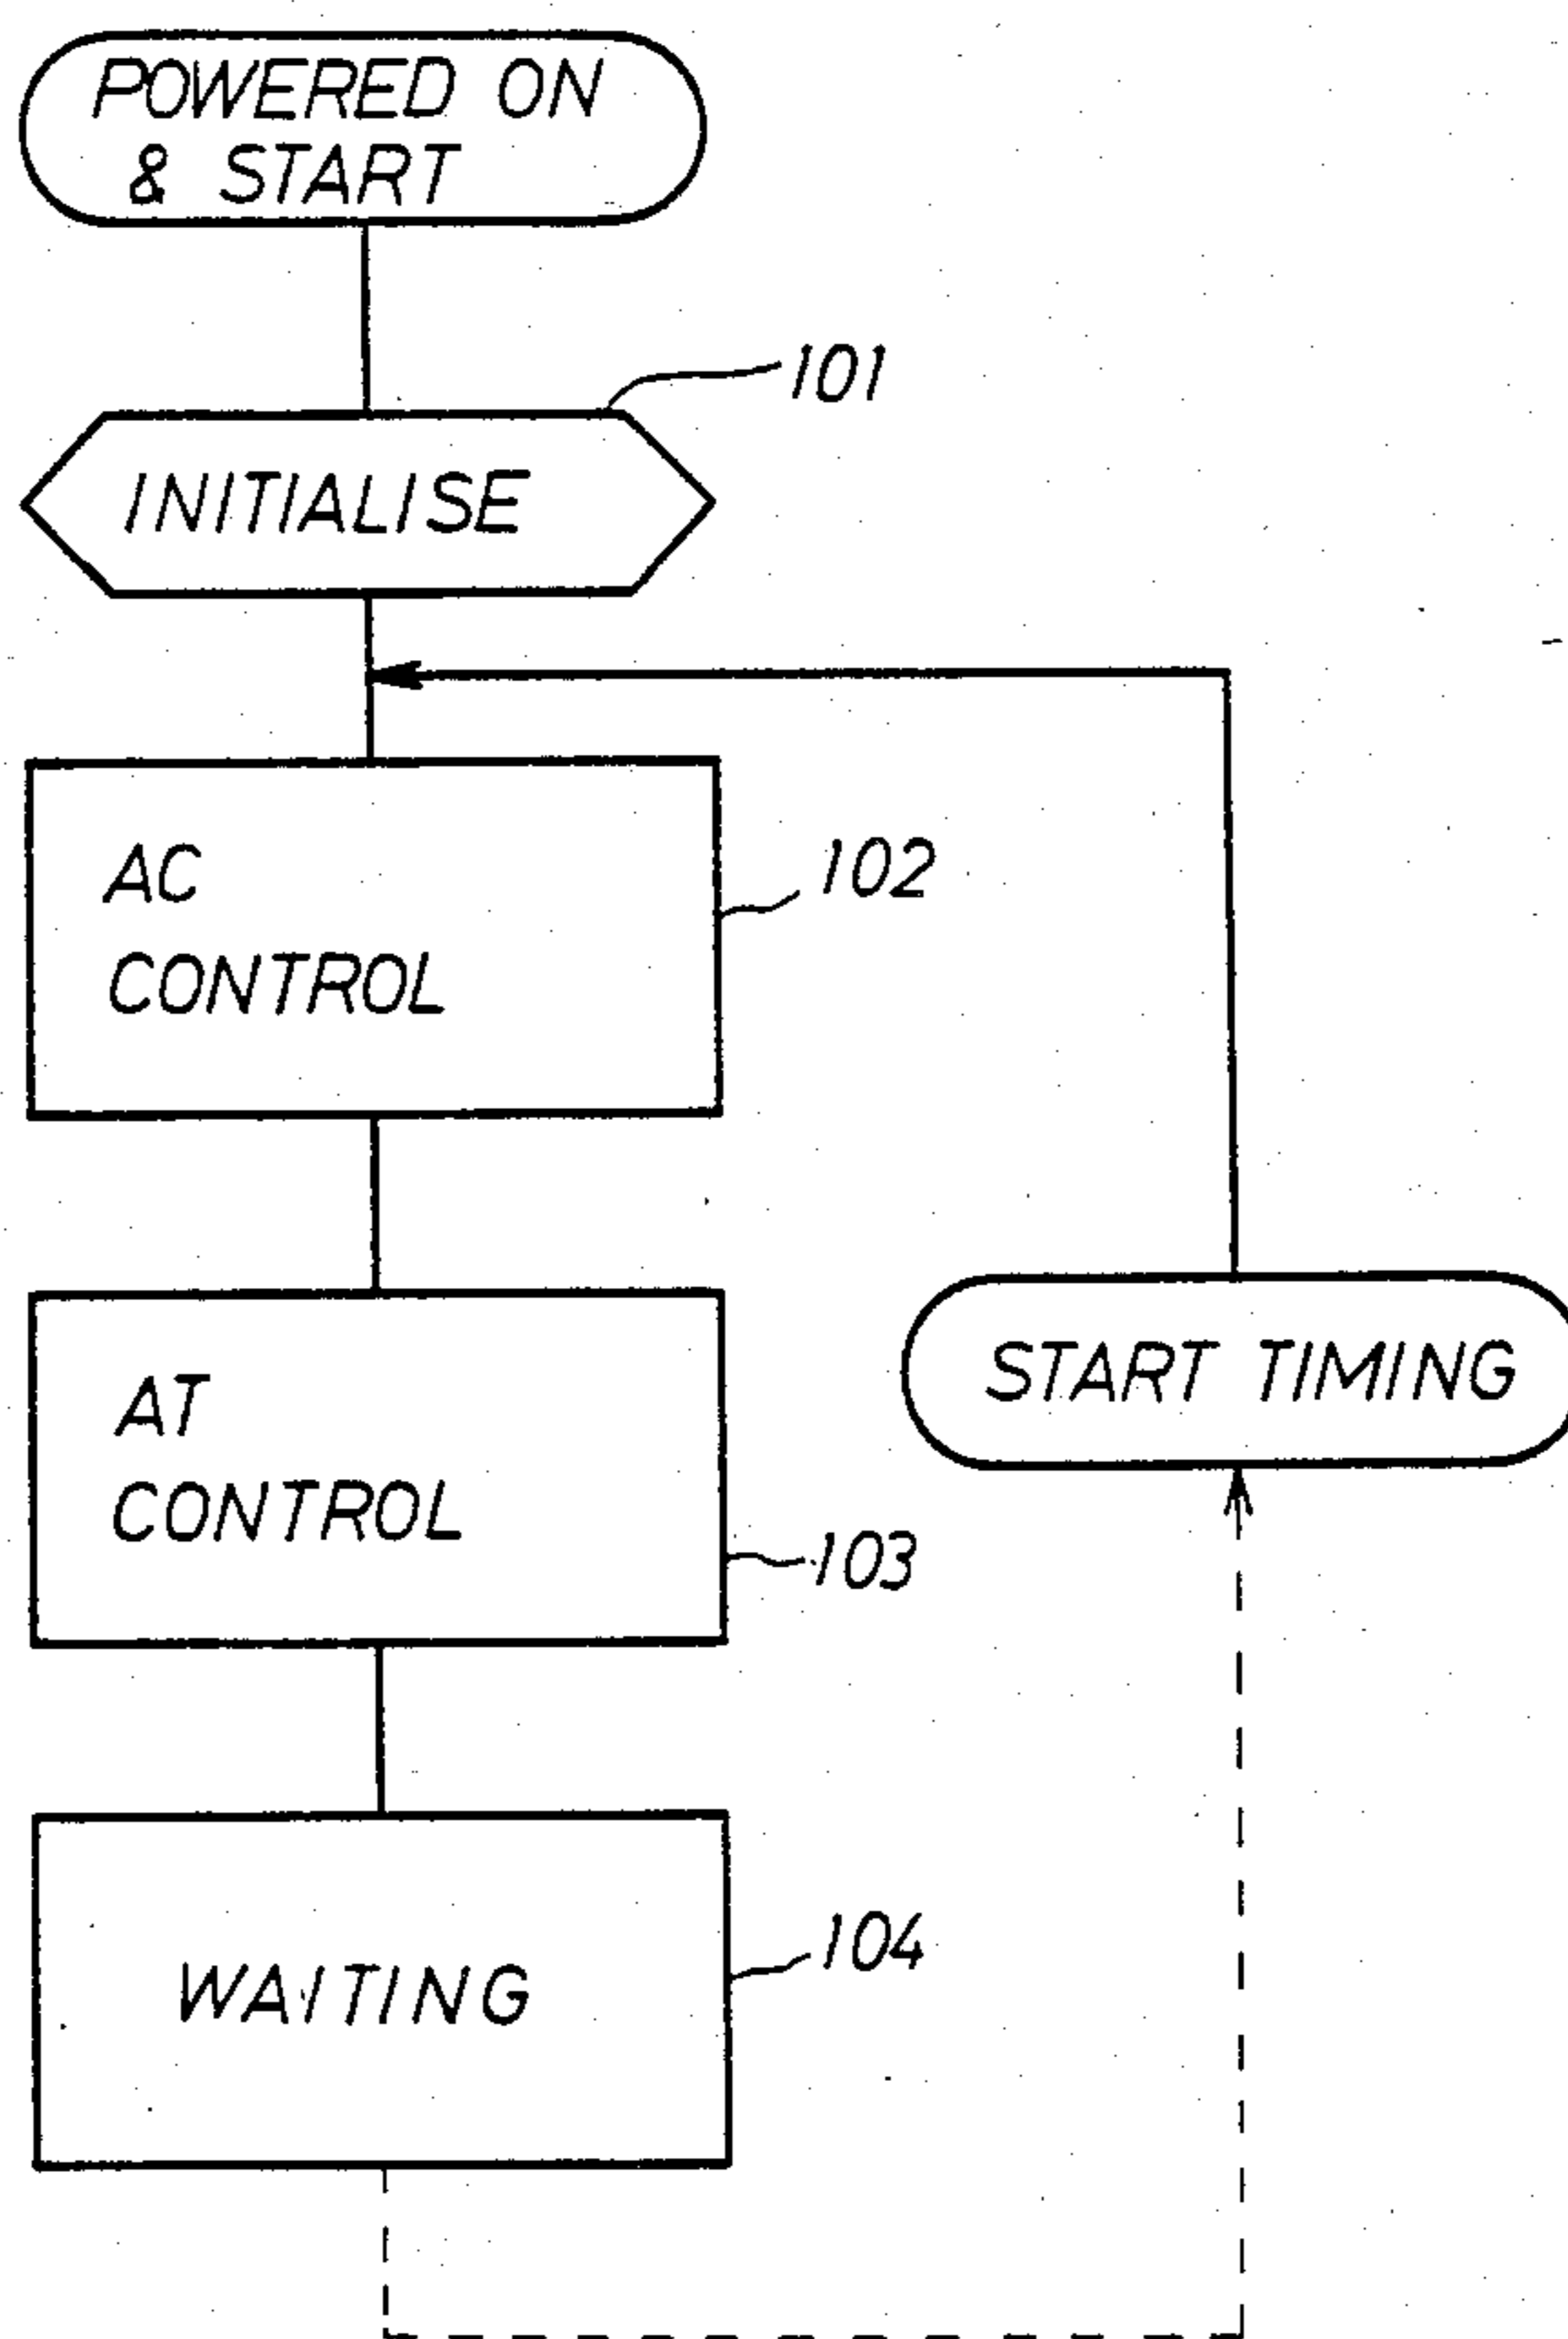 POWERED ON
& START
101
INITIALISE
AC
CONTROL
102
START TIMING
AT
CONTROL
103
WAITING
104